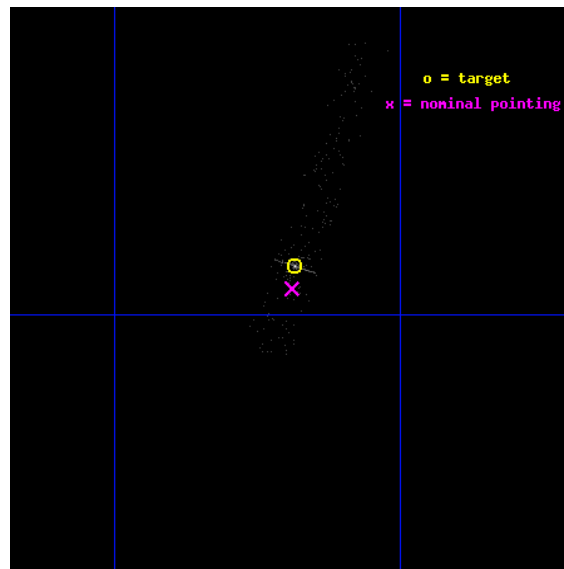 o = target
x = nominal pointing